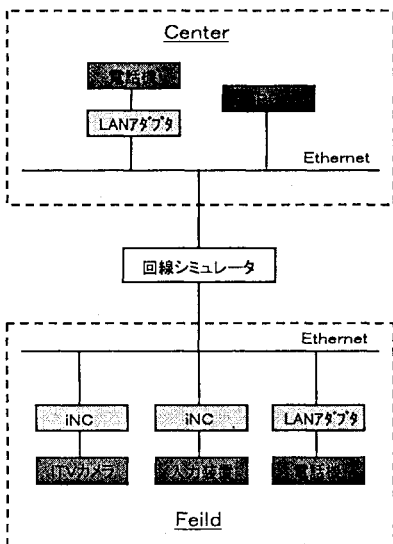 Center
電話機
LANアダプタ
Ethernet
回線シミュレータ
Ethernet
iNC
iNC
LANアダプタ
ITVカメラ
入力装置
電話機
Feild